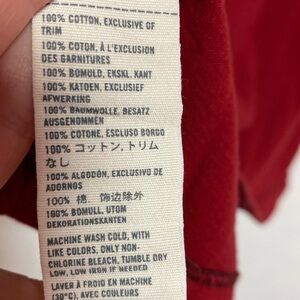 100% COTTON, EXCLUSIVE OF
TRIM
100% COTON, À L'EXCLUSION
DES GARNITURES
100% BOMULD, EKSKL. KANT
100% KATOEN, EXCLUSIEF
AFWERKING
100% BAUMWOLLE, BESATZ
AUSGENOMMEN
100% COTONE, ESCLUSO BORDO
100% コットン、トリム
なし
100% ALGODÓN, EXCLUSIVO DE
ADORNOS
100% 棉, 饰边除外
100% BOMULL, UTOM
DEKORATIONSKANTEN
MACHINE WASH COLD, WITH
LIKE COLORS, ONLY NON-
CHLORINE BLEACH, TUMBLE DRY
LOW, LOW IRON IF NEEDED
LAVER À FROID EN MACHINE
(30°C), AVEC COULEURS